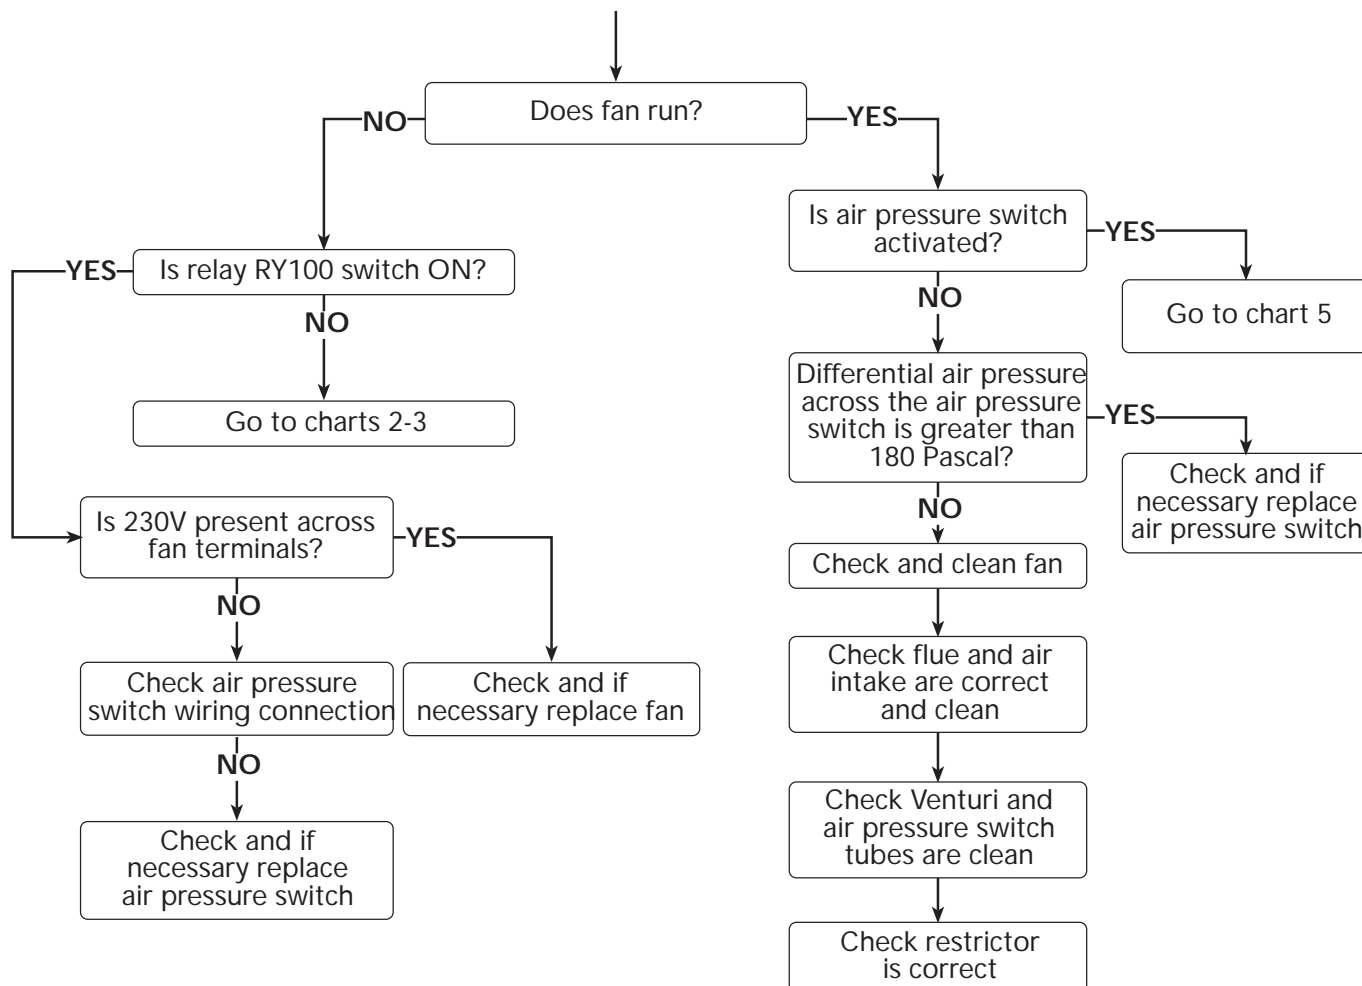 Does fan run?
NO
YES
Is air pressure switch
activated?
YES
Is relay RY100 switch ON?
YES
NO
NO
Go to chart 5
Differential air pressure
across the air pressure
switch is greater than
180 Pascal?
YES
Go to charts 2-3
Check and if
necessary replace
air pressure switch
Is 230V present across
fan terminals?
YES
NO
NO
Check and clean fan
Check air pressure
switch wiring connection
Check and if
necessary replace fan
Check flue and air
intake are correct
and clean
NO
Check and if
necessary replace
air pressure switch
Check Venturi and
air pressure switch
tubes are clean
Check restrictor
is correct